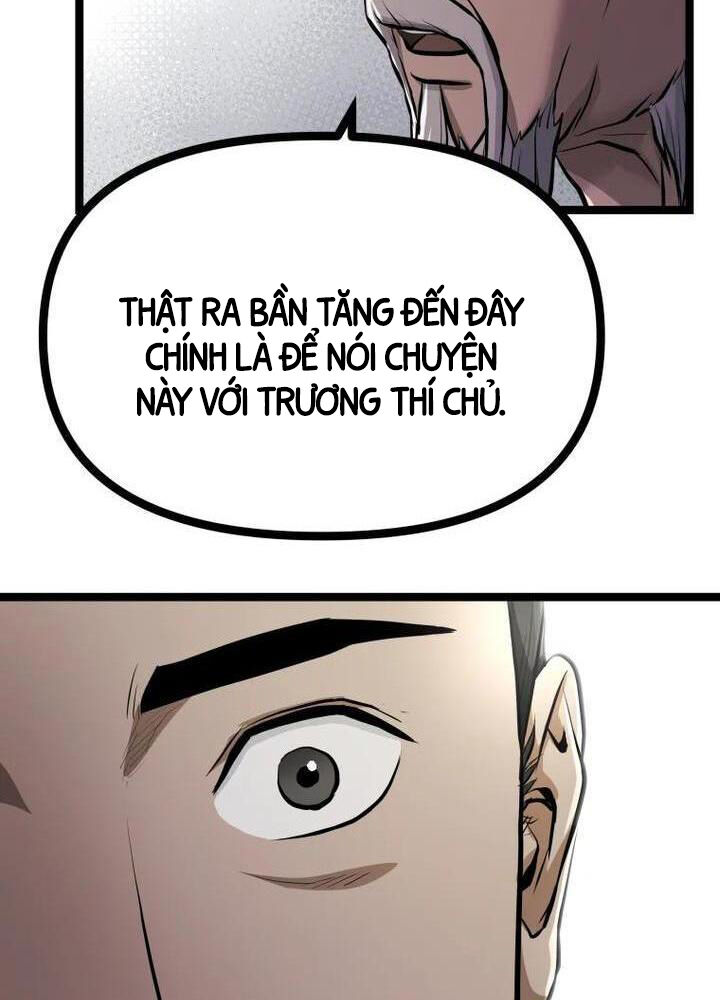 THẬT RA BẦN TĂNG ĐẾN ĐÂY
CHÍNH LÀ ĐỂ NÓI CHUYỆN
NÀY VỚI TRƯƠNG THÍ CHỦ.